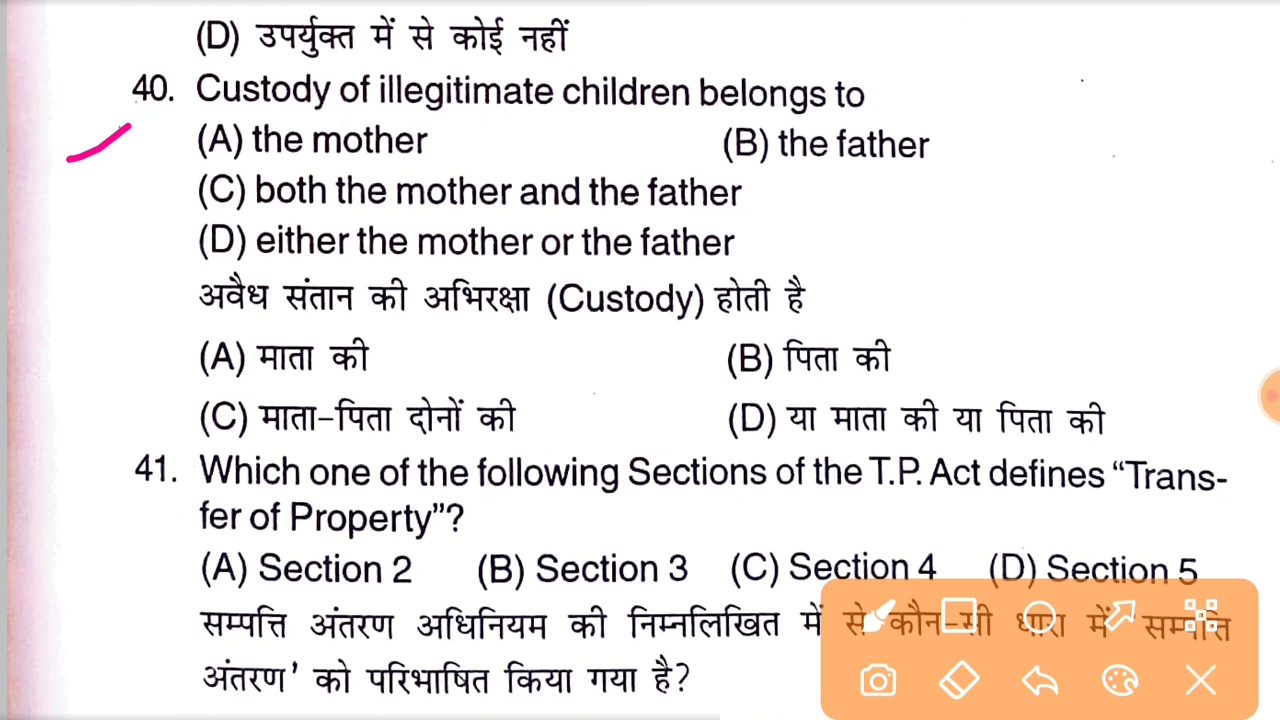 (D) उपर्युक्त में से कोई नहीं
40. Custody of illegitimate children belongs to
(A) the mother (B) the father
(C) both the mother and the father
(D) either the mother or the father
अवैध संतान की अभिरक्षा (Custody) होती है
(A) माता की (B) पिता की
(C) माता-पिता दोनों की (D) या माता की या पिता की
41. Which one of the following Sections of the T.P. Act defines “Trans-
fer of Property”?
(A) Section 2 (B) Section 3 (C) Section 4 (D) Section 5
सम्पत्ति अंतरण अधिनियम की निम्नलिखित में से कौन-सी धारा में ‘सम्पत्ति
अंतरण’ को परिभाषित किया गया है?